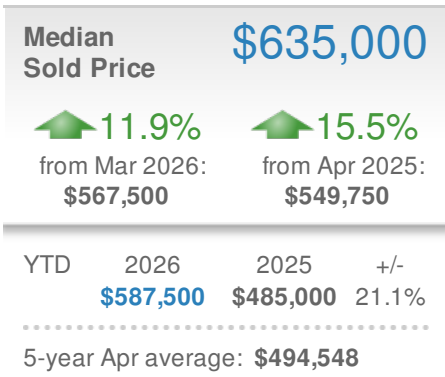 Median $635,000
Sold Price
11.9% 15.5%
from Mar 2026: from Apr 2025:
$567,500 $549,750
YTD 2026 2025 +/-
$587,500 $485,000 21.1%
5-year Apr average: $494,548